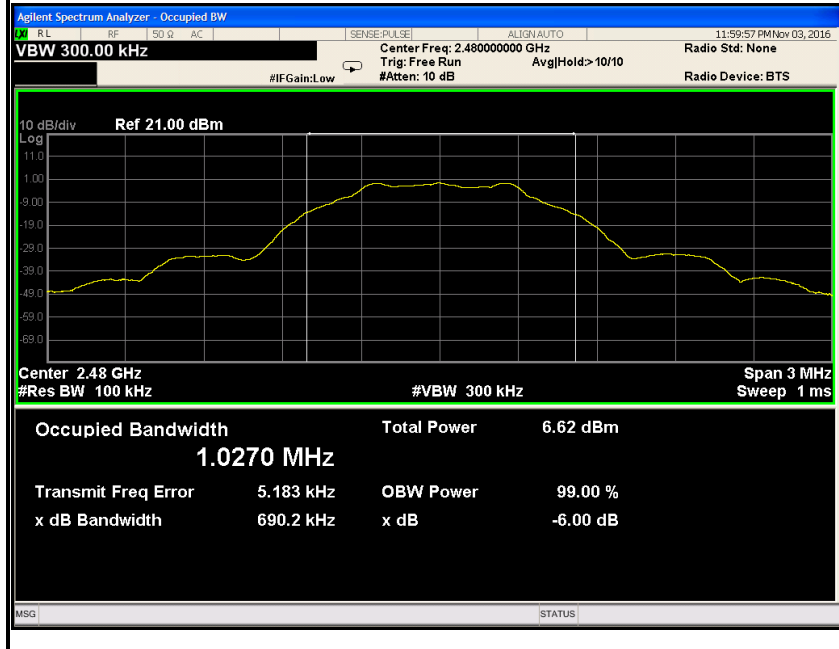 Agilent Spectrum Analyzer - Occupied BW
LXI RL RF 50 Ω AC SENSE:PULSE ALIGN AUTO 11:59:57 PM Nov 03, 2016
VBW 300.00 kHz Center Freq: 2.480000000 GHz Radio Std: None
Trig: Free Run Avg|Hold:> 10/10
#IFGain:Low #Atten: 10 dB Radio Device: BTS
10 dB/div Ref 21.00 dBm
Log
11.0
1.00
-9.00
-19.0
-29.0
-39.0
-49.0
-59.0
-69.0
Center 2.48 GHz Span 3 MHz
#Res BW 100 kHz #VBW 300 kHz Sweep 1 ms
Occupied Bandwidth Total Power 6.62 dBm
1.0270 MHz
Transmit Freq Error 5.183 kHz OBW Power 99.00 %
x dB Bandwidth 690.2 kHz x dB -6.00 dB
MSG STATUS